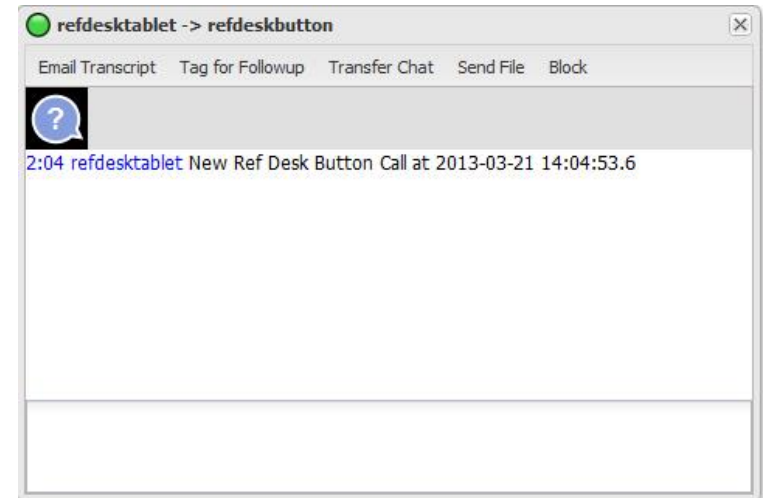 refdesktablet -> refdeskbutton
Email Transcript Tag for Followup Transfer Chat Send File Block
?
2:04 refdesktablet New Ref Desk Button Call at 2013-03-21 14:04:53.6